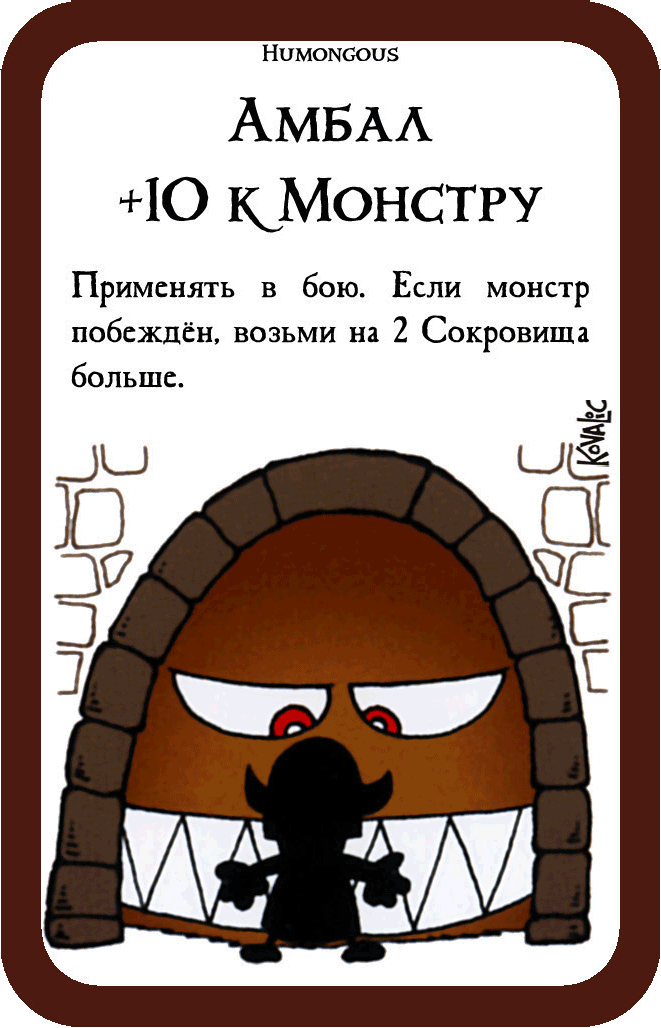 Humongous
Амбал
+10 к Монстру
Применять в бою. Если монстр
побеждён, возьми на 2 Сокровища
больше.
Kovalic